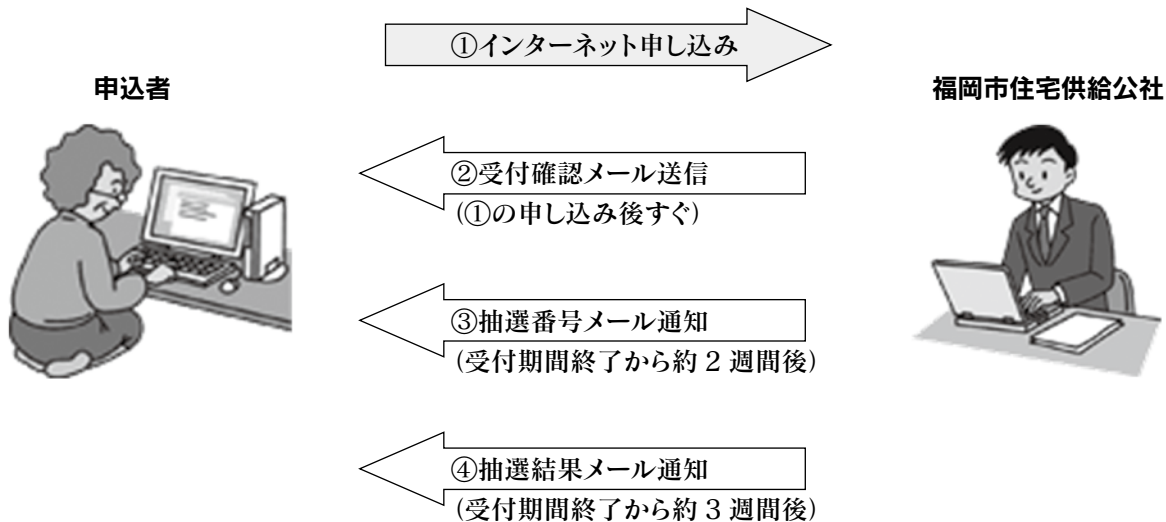 ①インターネット申し込み
申込者
福岡市住宅供給公社
②受付確認メール送信
(①の申し込み後すぐ)
③抽選番号メール通知
(受付期間終了から約2週間後)
④抽選結果メール通知
(受付期間終了から約3週間後)